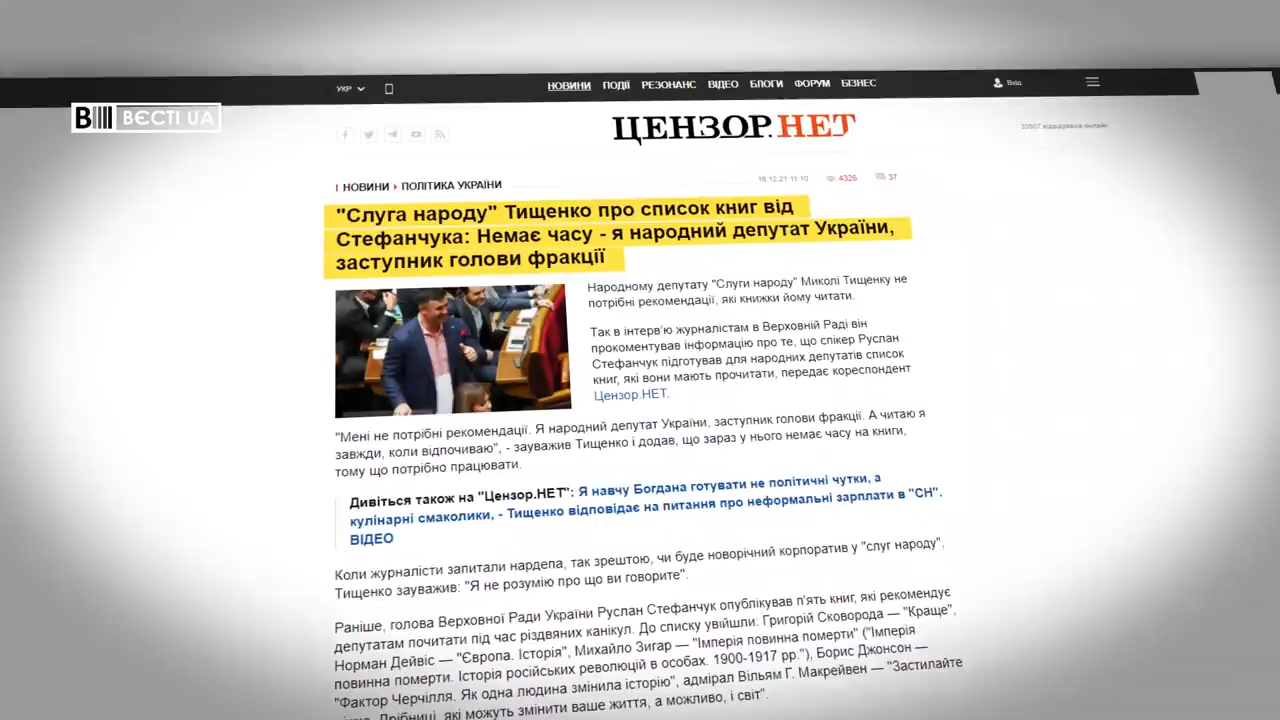 УКР
НОВИНИ ПОДІЇ РЕЗОНАНС ВІДЕО БЛОГИ ФОРУМ БІЗНЕС
Вхід
В ВЄСТІ UA
ЦЕНЗОР.НЕТ
33507 відвідувача онлайн
НОВИНИ ПОЛІТИКА УКРАЇНИ
16.12.21 11:10 4326 37
"Слуга народу" Тищенко про список книг від
Стефанчука: Немає часу - я народний депутат України,
заступник голови фракції
Народному депутату "Слуги народу" Миколі Тищенку не
потрібні рекомендації, які книжки йому читати.
Так в інтерв'ю журналістам в Верховній Раді він
прокоментував інформацію про те, що спікер Руслан
Стефанчук підготував для народних депутатів список
книг, які вони мають прочитати, передає кореспондент
Цензор.НЕТ.
"Мені не потрібні рекомендації. Я народний депутат України, заступник голови фракції. А читаю я
завжди, коли відпочиваю", - зауважив Тищенко і додав, що зараз у нього немає часу на книги,
тому що потрібно працювати.
Дивіться також на "Цензор.НЕТ": Я навчу Богдана готувати не політичні чутки, а
кулінарні смаколики, - Тищенко відповідає на питання про неформальні зарплати в "СН".
ВІДЕО
Коли журналісти запитали нардепа, так зрештою, чи буде новорічний корпоратив у "слуг народу",
Тищенко зауважив: "Я не розумію про що ви говорите".
Раніше, голова Верховної Ради України Руслан Стефанчук опублікував п'ять книг, які рекомендує
депутатам почитати під час різдвяних канікул. До списку увійшли: Григорій Сковорода — "Краще",
Норман Дейвіс — "Європа. Історія", Михайло Зигар — "Імперія повинна померти" ("Імперія
повинна померти. Історія російських революцій в особах. 1900-1917 рр."), Борис Джонсон —
"Фактор Черчілля. Як одна людина змінила історію", адмірал Вільям Г. Макрейвен — "Застилайте
Дрібниці, які можуть змінити ваше життя, а можливо, і світ".